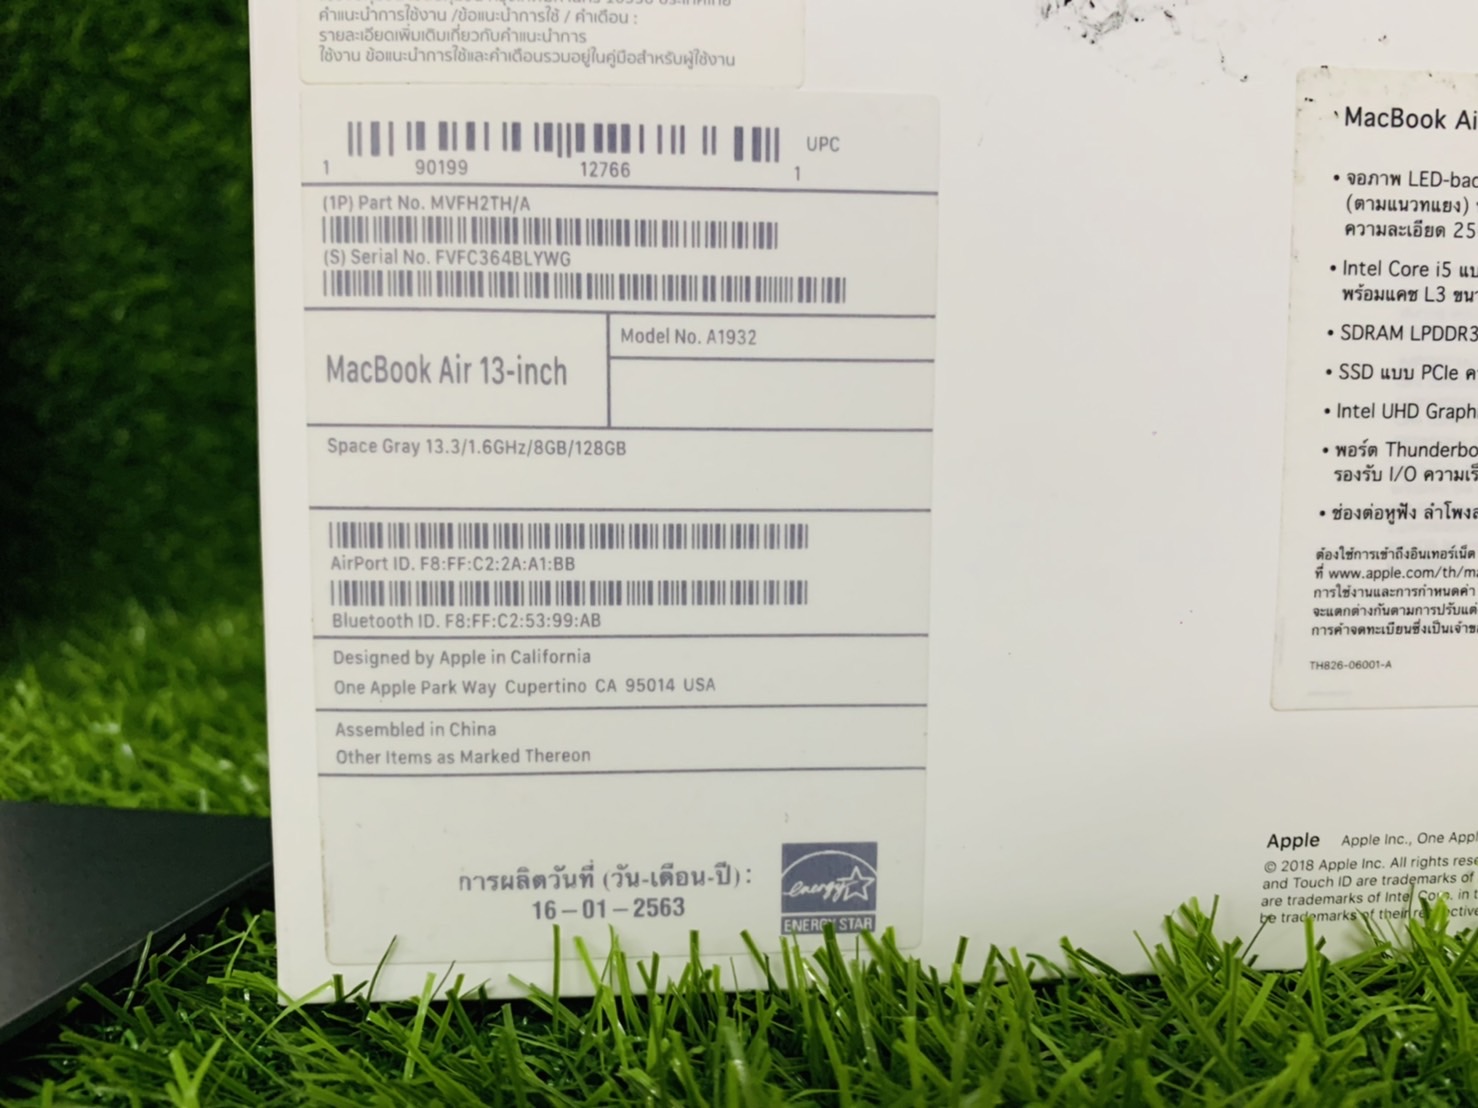 คำแนะนำการใช้งาน /ข้อแนะนำการใช้ / คำเตือน :
รายละเอียดเพิ่มเติมเกี่ยวกับคำแนะนำการ
ใช้งาน ข้อแนะนำการใช้และคำเตือนรวมอยู่ในคู่มือสำหรับผู้ใช้งาน
UPC
1 90199 12766 1
(1P) Part No. MVFH2TH/A
(S) Serial No. FVFC364BLYWG
MacBook Air 13-inch
Model No. A1932
Space Gray 13.3/1.6GHz/8GB/128GB
AirPort ID. F8:FF:C2:2A:A1:BB
Bluetooth ID. F8:FF:C2:53:99:AB
Designed by Apple in California
One Apple Park Way Cupertino CA 95014 USA
Assembled in China
Other Items as Marked Thereon
การผลิตวันที่ (วัน-เดือน-ปี) :
16-01-2563
energy
ENERGY STAR
MacBook Ai
• จอภาพ LED-bac
(ตามแนวทแยง)
ความละเอียด 25
• Intel Core i5 แบ
พร้อมแคช L3 ขนา
• SDRAM LPDDR3
• SSD แบบ PCIe
• Intel UHD Graph
• พอร์ต Thunderbo
รองรับ I/O ความเร็
• ช่องต่อหูฟัง ลำโพง
ต้องใช้การเข้าถึงอินเทอร์เน็ต
ที่ www.apple.com/th/ma
การใช้งานและการกำหนดค่า
จะแตกต่างกันตามการปรับแต่
การค้าจดทะเบียนซึ่งเป็นเจ้าข
TH826-06001-A
Apple Apple Inc., One Appl
© 2018 Apple Inc. All rights rese
and Touch ID are trademarks of
are trademarks of Intel Corp. in
be trademarks of their respective